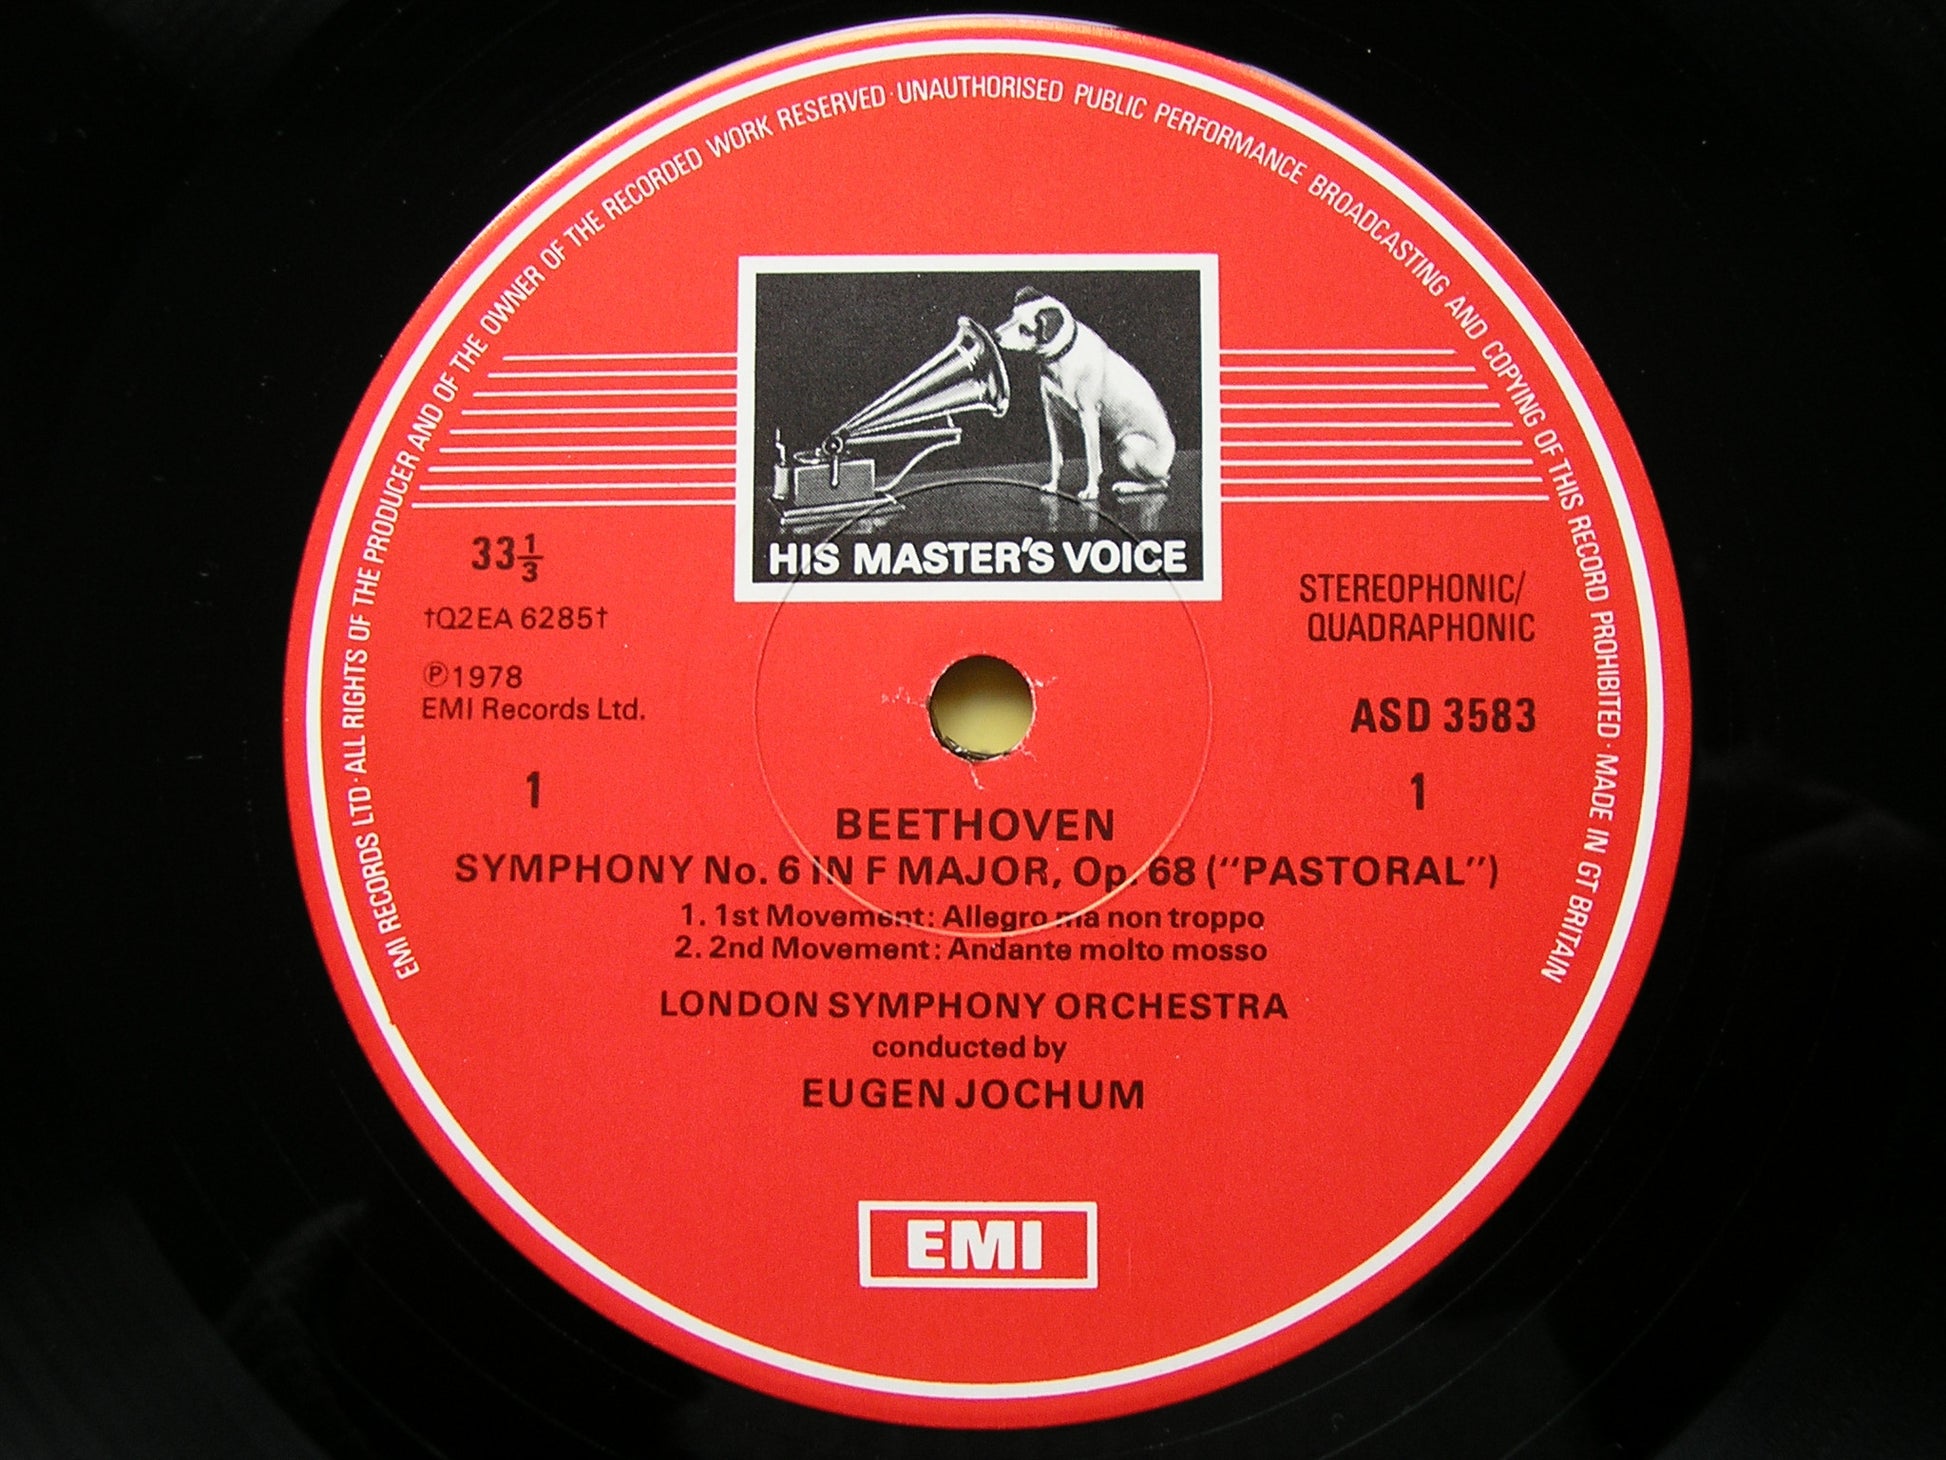 EMI RECORDS LTD · ALL RIGHTS OF THE PRODUCER AND OF THE OWNER OF THE RECORDED WORK RESERVED · UNAUTHORISED PUBLIC PERFORMANCE BROADCASTING AND COPYING OF THIS RECORD PROHIBITED · MADE IN GT BRITAIN
HIS MASTER'S VOICE
33 1/3
†Q2EA 6285†
℗1978
EMI Records Ltd.
STEREOPHONIC/
QUADRAPHONIC
ASD 3583
1
1
BEETHOVEN
SYMPHONY No. 6 IN F MAJOR, Op. 68 ("PASTORAL")
1. 1st Movement: Allegro ma non troppo
2. 2nd Movement: Andante molto mosso
LONDON SYMPHONY ORCHESTRA
conducted by
EUGEN JOCHUM
EMI